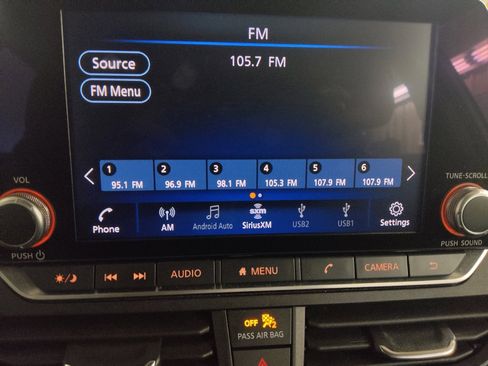 FM
Source
105.7 FM
FM Menu
1 2 3 4 5 6
95.1 FM 96.9 FM 98.1 FM 105.3 FM 107.9 FM 107.9 FM
VOL
TUNE-SCROLL
Phone AM Android Auto sxm SiriusXM USB2 USB1 Settings
PUSH
PUSH SOUND
AUDIO MENU CAMERA
OFF 2
PASS AIR BAG